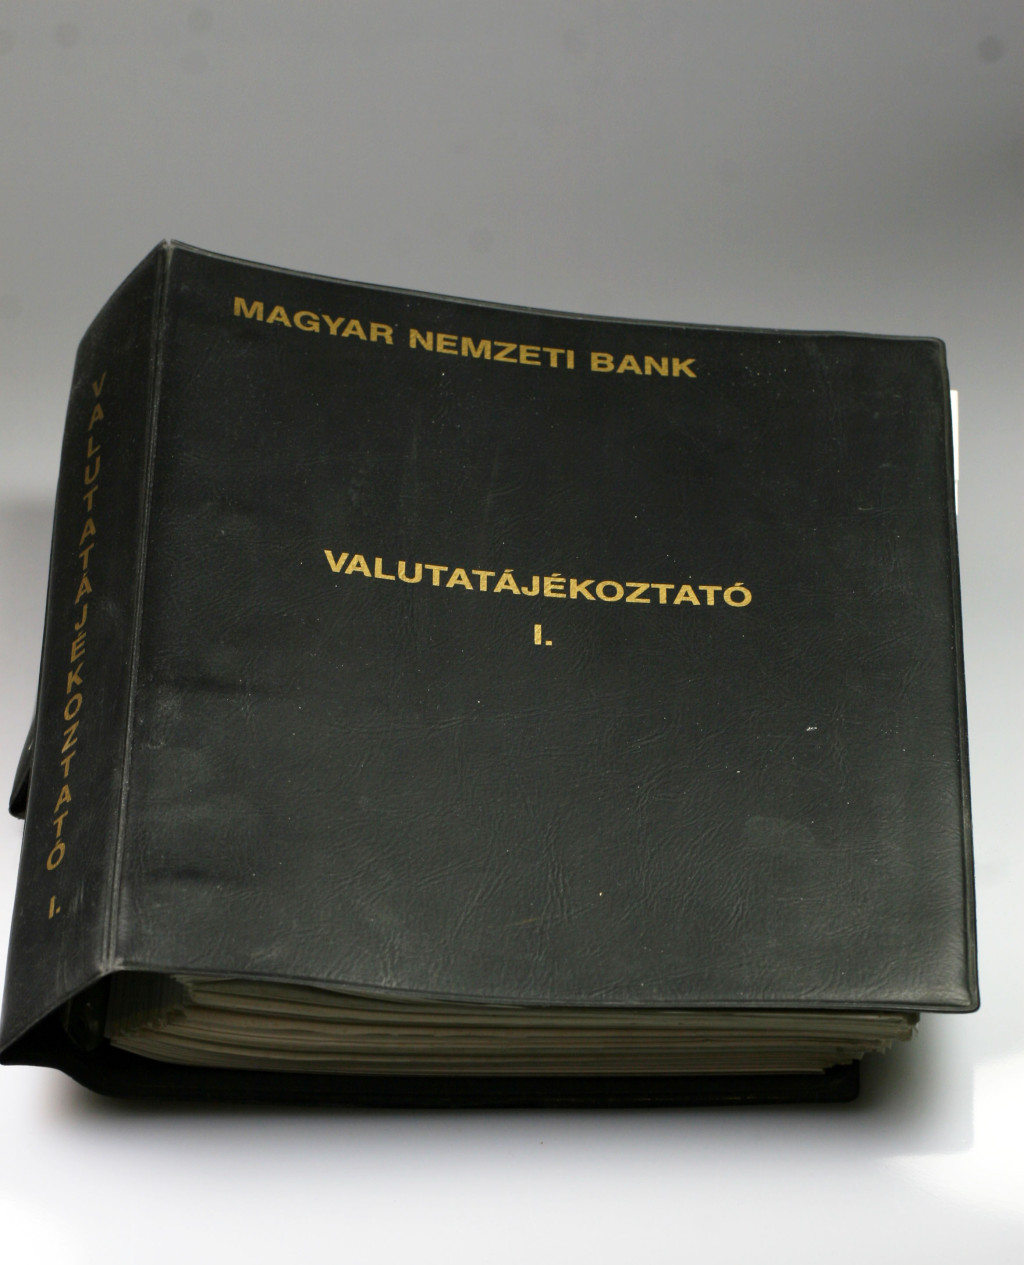 MAGYAR NEMZETI BANK
VALUTATÁJÉKOZTATÓ
I.
VALUTATÁJÉKOZTATÓ I.